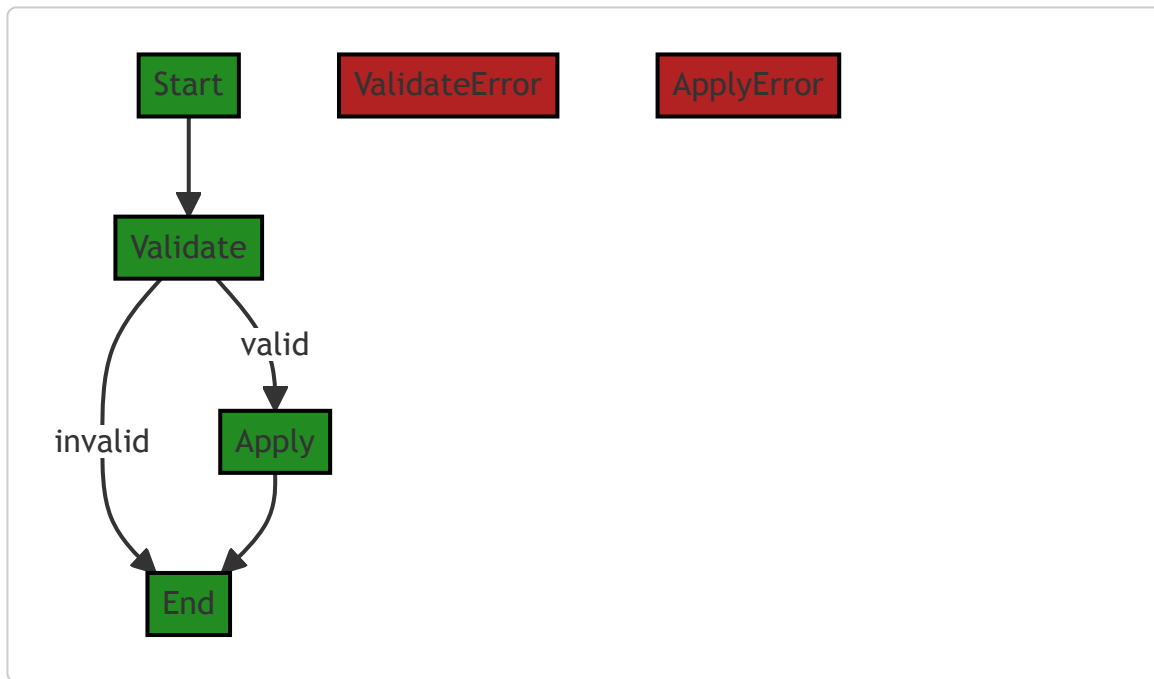 Start
ValidateError
ApplyError
Validate
valid
invalid
Apply
End